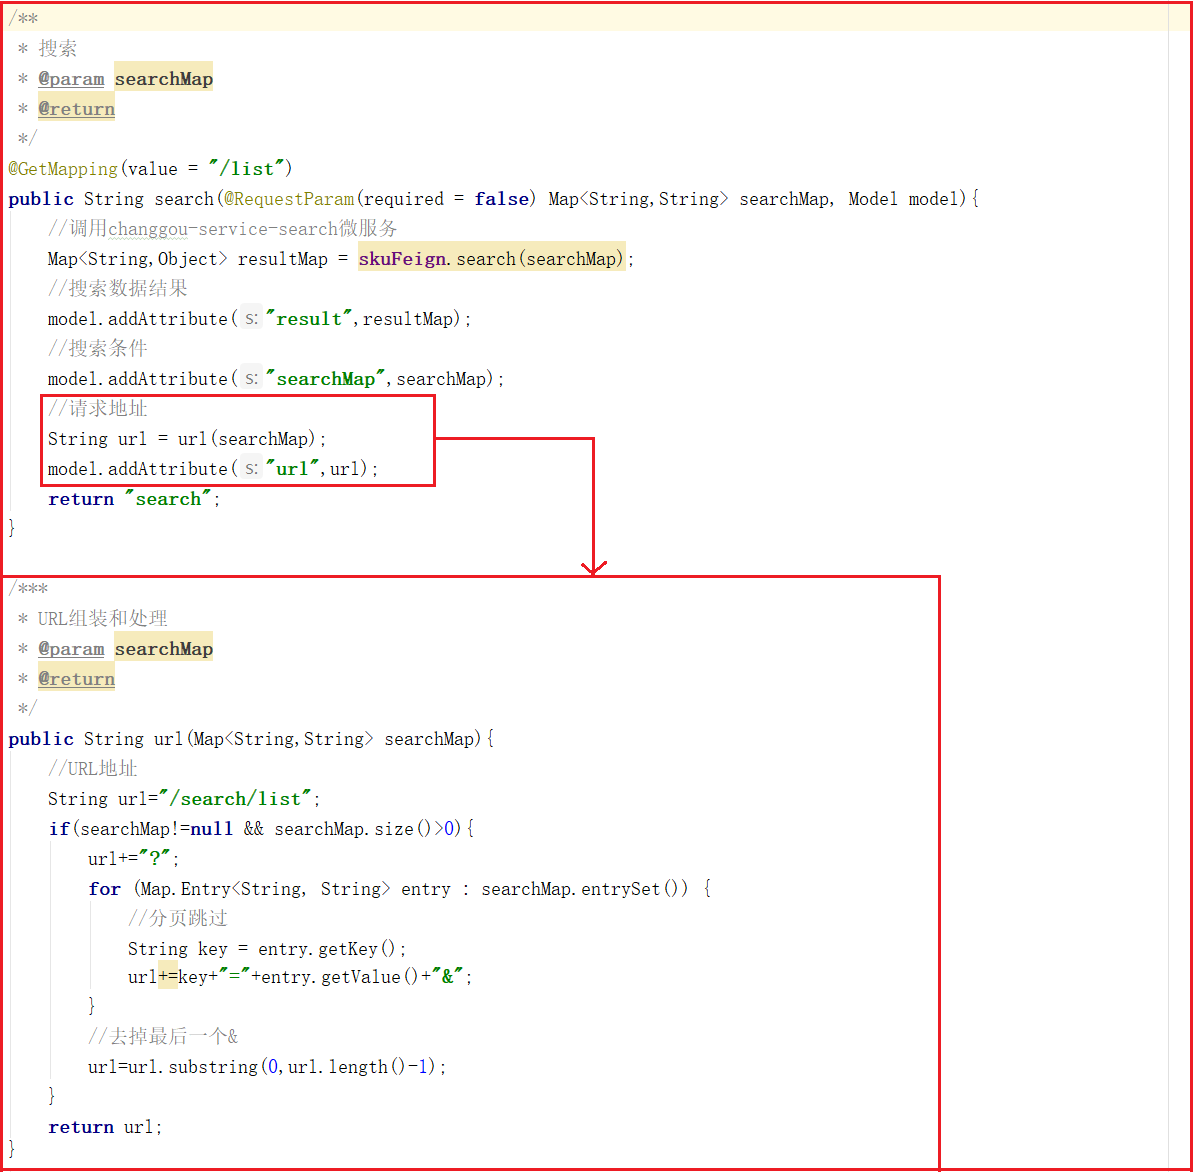 /**
* 搜索
* @param searchMap
* @return
*/
@GetMapping(value = "/list")
public String search(@RequestParam(required = false) Map<String,String> searchMap, Model model){
//调用changgou-service-search微服务
Map<String,Object> resultMap = skuFeign.search(searchMap);
//搜索数据结果
model.addAttribute( s: "result",resultMap);
//搜索条件
model.addAttribute( s: "searchMap",searchMap);
//请求地址
String url = url(searchMap);
model.addAttribute( s: "url",url);
return "search";
}
/***
* URL组装和处理
* @param searchMap
* @return
*/
public String url(Map<String,String> searchMap){
//URL地址
String url="/search/list";
if(searchMap!=null && searchMap.size()>0){
url+="?";
for (Map.Entry<String, String> entry : searchMap.entrySet()) {
//分页跳过
String key = entry.getKey();
url+=key+"="+entry.getValue()+"&";
}
//去掉最后一个&
url=url.substring(0,url.length()-1);
}
return url;
}